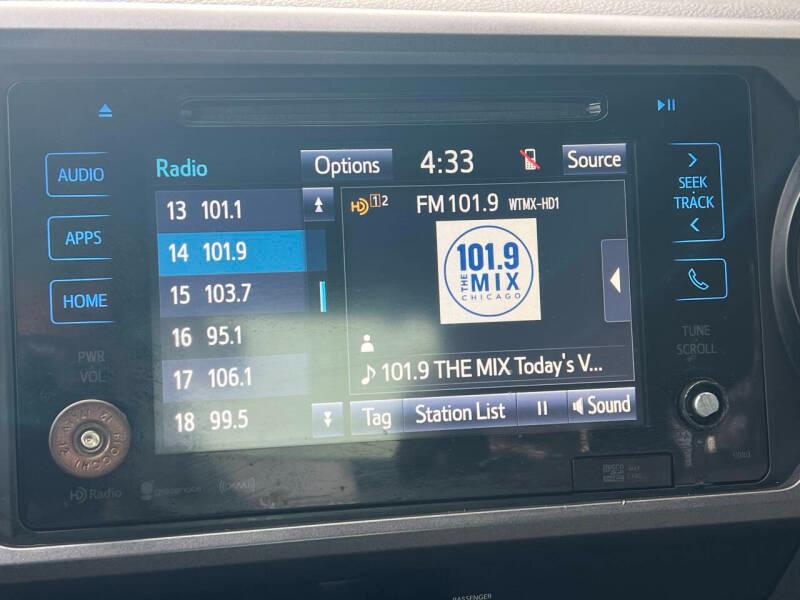 AUDIO
APPS
HOME
PWR
VOL
Radio
Options
4:33
Source
13 101.1
14 101.9
15 103.7
16 95.1
17 106.1
18 99.5
HD 1 2
FM 101.9 WTMX-HD1
101.9
THE
MIX
CHICAGO
101.9 THE MIX Today's V...
Tag
Station List
Sound
SEEK
TRACK
TUNE
SCROLL
HD Radio
gracenote
PASSENGER